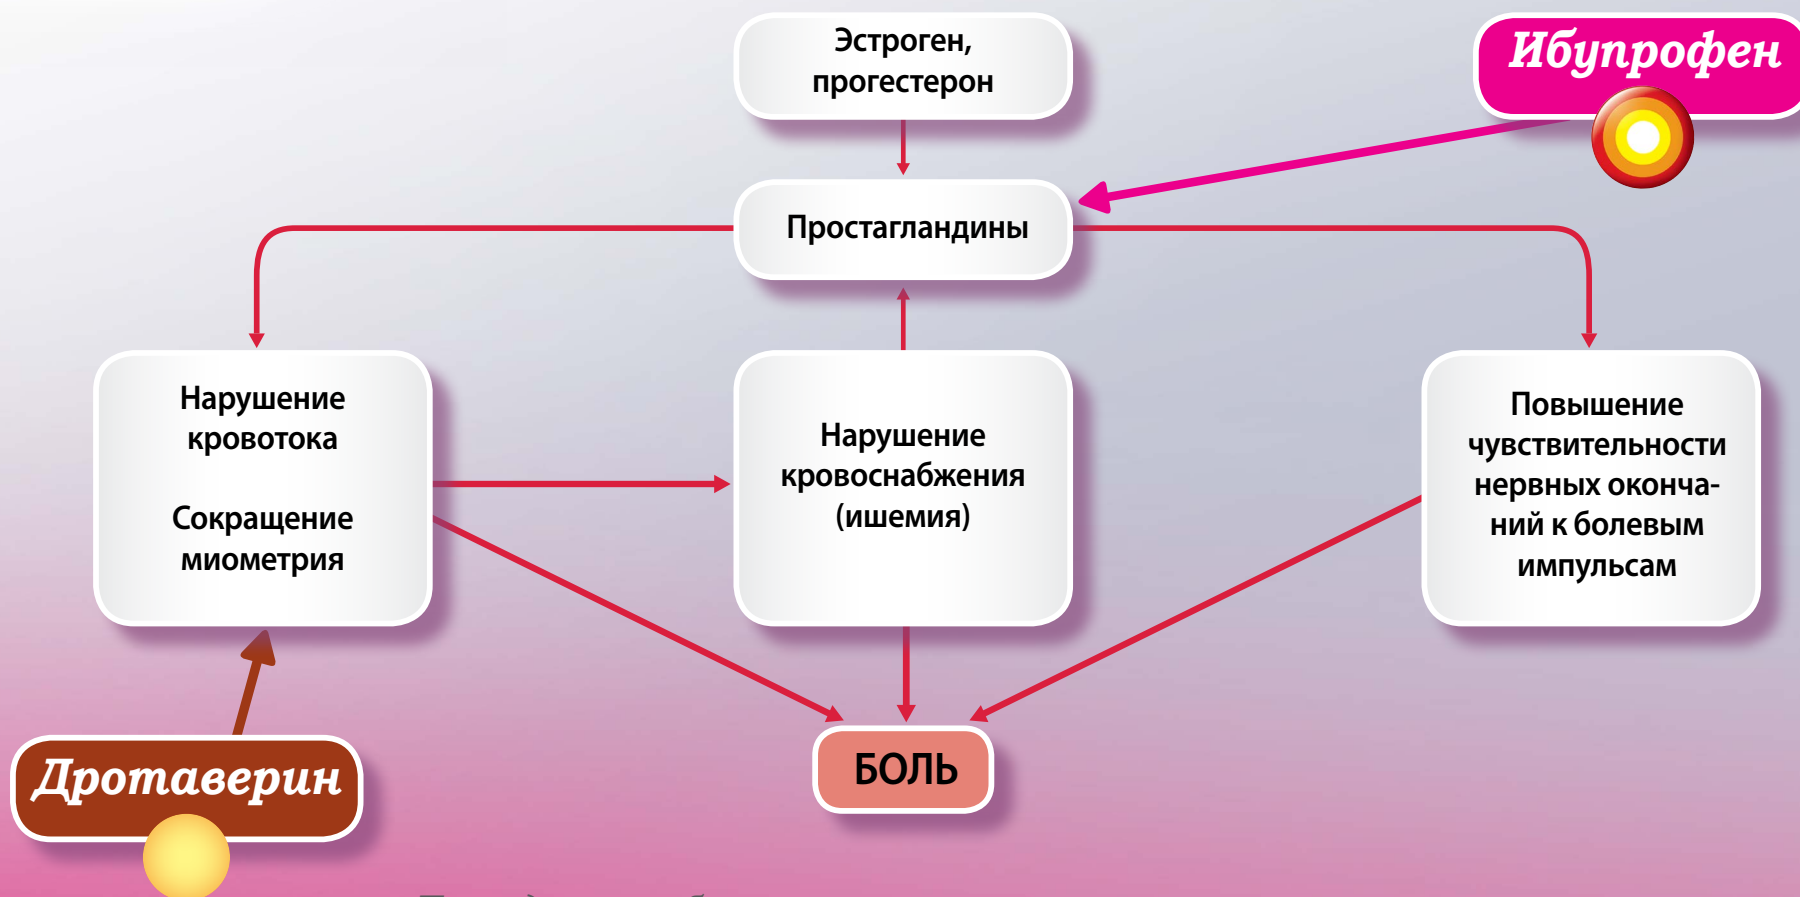 Эстроген,
прогестерон
Ибупрофен
Простагландины
Нарушение
кровотока
Сокращение
миометрия
Нарушение
кровоснабжения
(ишемия)
Повышение
чувствительности
нервных оконча-
ний к болевым
импульсам
Дротаверин
БОЛЬ